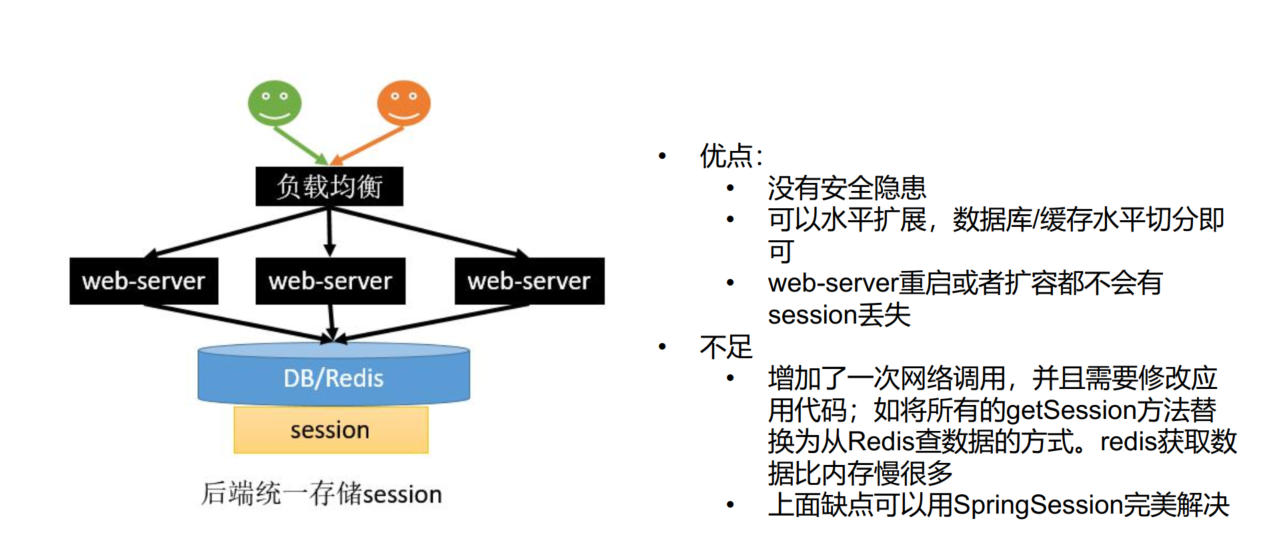 负载均衡
web-server
web-server
web-server
DB/Redis
session
后端统一存储session
• 优点：
• 没有安全隐患
• 可以水平扩展，数据库/缓存水平切分即
可
• web-server重启或者扩容都不会有
session丢失
• 不足
• 增加了一次网络调用，并且需要修改应
用代码；如将所有的getSession方法替
换为从Redis查数据的方式。redis获取数
据比内存慢很多
• 上面缺点可以用SpringSession完美解决